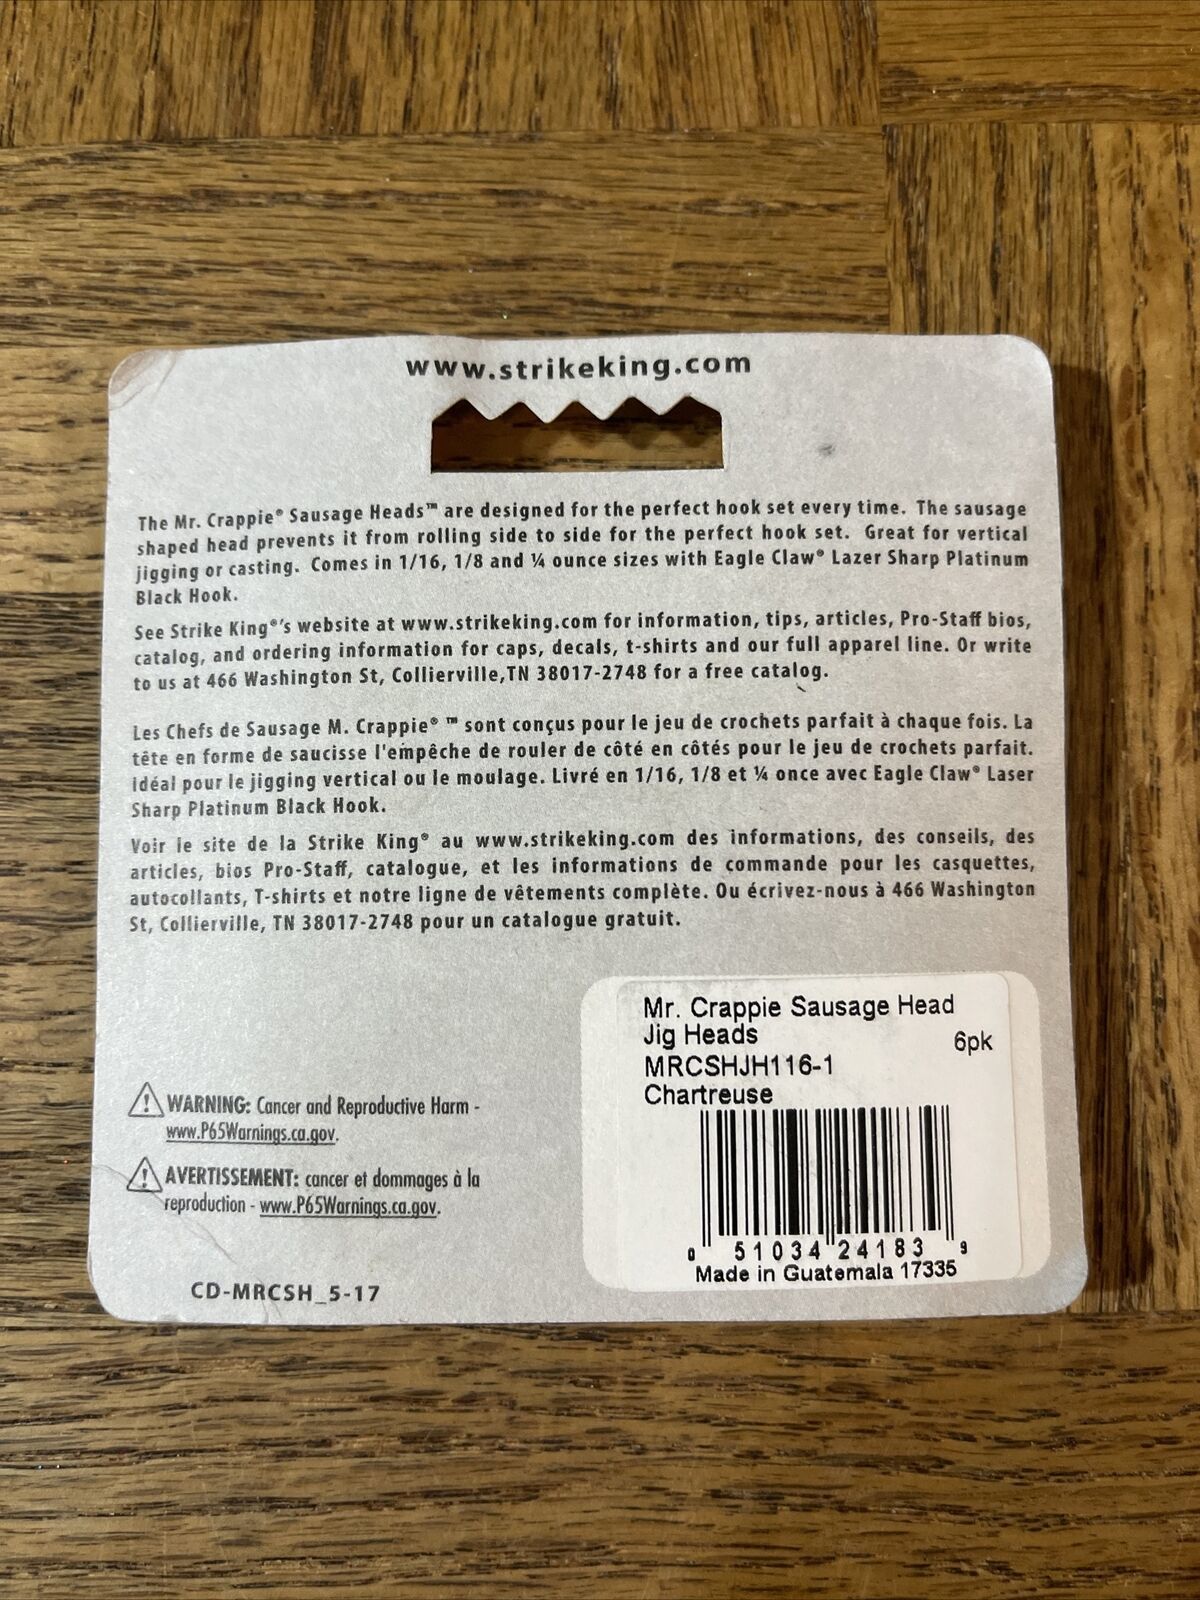 www.strikeking.com
The Mr. Crappie® Sausage Heads™ are designed for the perfect hook set every time. The sausage
shaped head prevents it from rolling side to side for the perfect hook set. Great for vertical
jigging or casting. Comes in 1/16, 1/8 and ¼ ounce sizes with Eagle Claw® Lazer Sharp Platinum
Black Hook.
See Strike King®'s website at www.strikeking.com for information, tips, articles, Pro-Staff bios,
catalog, and ordering information for caps, decals, t-shirts and our full apparel line. Or write
to us at 466 Washington St, Collierville,TN 38017-2748 for a free catalog.
Les Chefs de Sausage M. Crappie® ™ sont conçus pour le jeu de crochets parfait à chaque fois. La
tête en forme de saucisse l'empêche de rouler de côté en côtés pour le jeu de crochets parfait.
idéal pour le jigging vertical ou le moulage. Livré en 1/16, 1/8 et ¼ once avec Eagle Claw® Laser
Sharp Platinum Black Hook.
Voir le site de la Strike King® au www.strikeking.com des informations, des conseils, des
articles, bios Pro-Staff, catalogue, et les informations de commande pour les casquettes,
autocollants, T-shirts et notre ligne de vêtements complète. Ou écrivez-nous à 466 Washington
St, Collierville, TN 38017-2748 pour un catalogue gratuit.
WARNING: Cancer and Reproductive Harm -
www.P65Warnings.ca.gov.
AVERTISSEMENT: cancer et dommages à la
reproduction - www.P65Warnings.ca.gov.
CD-MRCSH_5-17
Mr. Crappie Sausage Head
Jig Heads 6pk
MRCSHJH116-1
Chartreuse
0 51034 24183 9
Made in Guatemala 17335